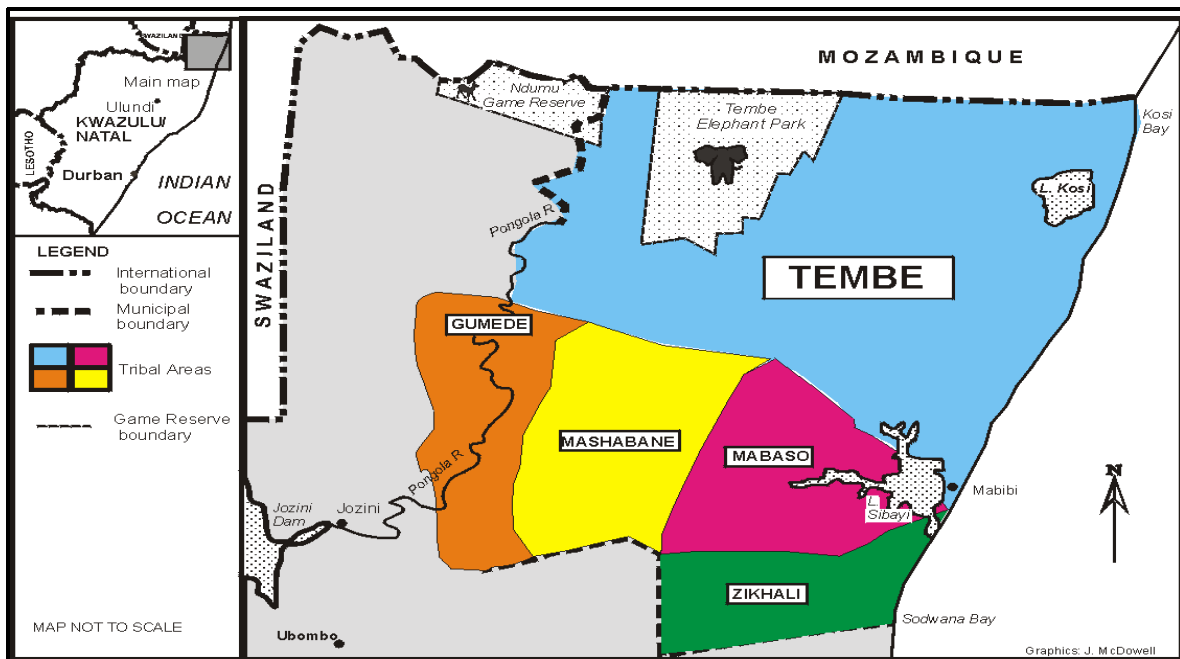 SWAZILAND
Main map
Ulundi
KWAZULU/
NATAL
LESOTHO
Durban
INDIAN
OCEAN
LEGEND
International
boundary
Municipal
boundary
Tribal Areas
Game Reserve
boundary
MAP NOT TO SCALE
MOZAMBIQUE
Ndumu
Game Reserve
Tembe
Elephant Park
Kosi
Bay
L. Kosi
SWAZILAND
Pongola R
TEMBE
GUMEDE
MASHABANE
MABASO
Pongola R
Mabibi
L.
Sibayi
N
Jozini
Dam
Jozini
ZIKHALI
Sodwana Bay
Ubombo
Graphics: J. McDowell